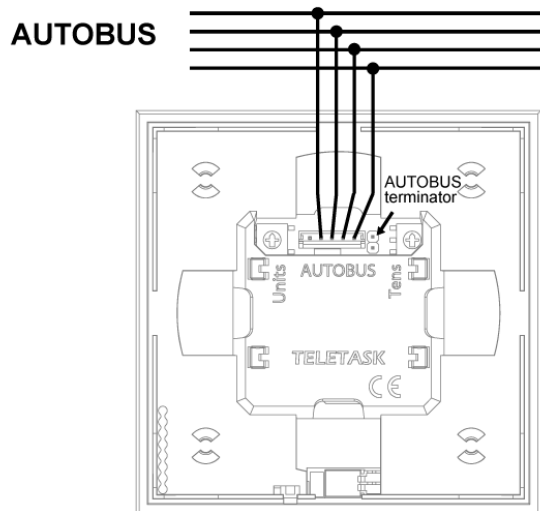 AUTOBUS
AUTOBUS
terminator
Units
AUTOBUS
Tens
TELETASK
CE